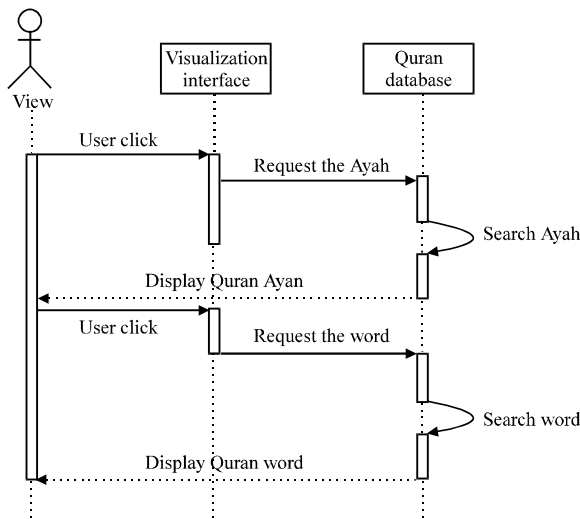 Visualization
interface
Quran
database
View
User click
Request the Ayah
Search Ayah
Display Quran Ayan
User click
Request the word
Search word
Display Quran word